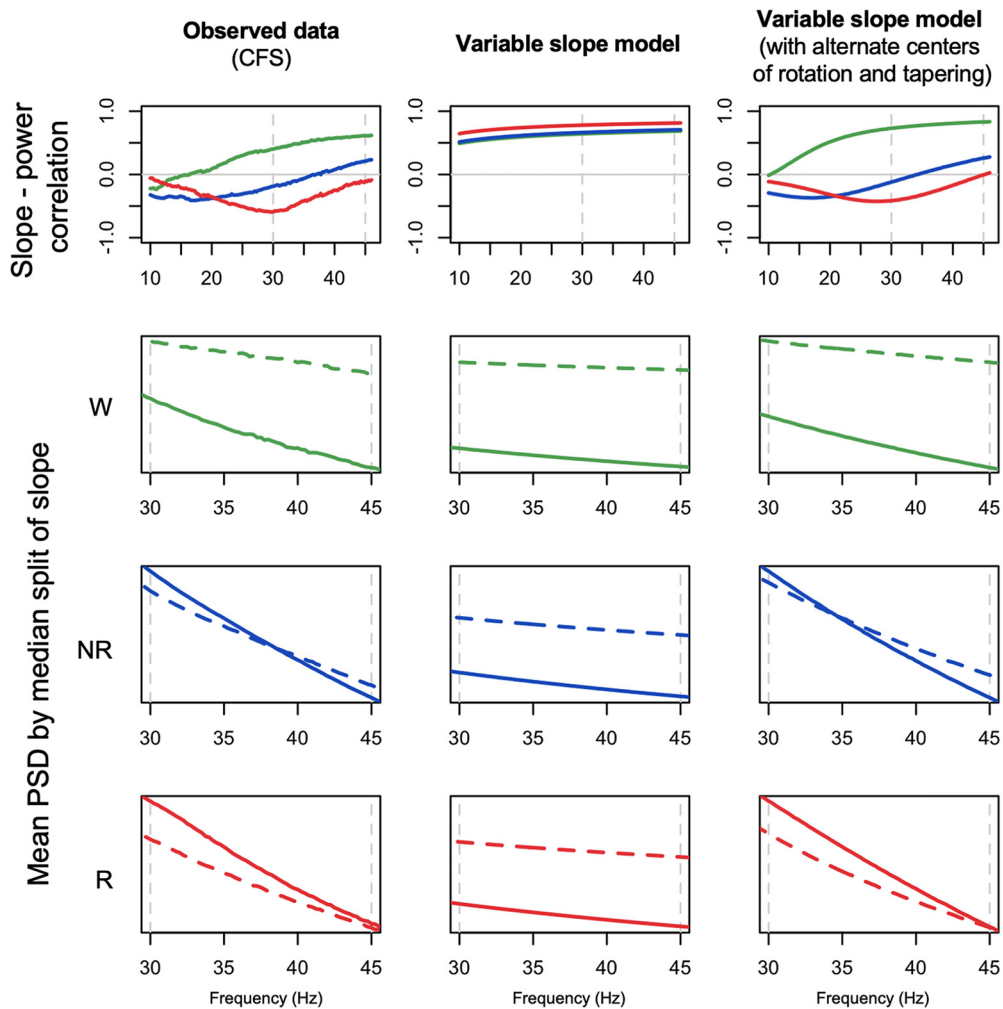 Observed data
(CFS)
Variable slope model
Variable slope model
(with alternate centers
of rotation and tapering)
Slope - power
correlation
1.0
0.0
-1.0
10 20 30 40
1.0
0.0
-1.0
10 20 30 40
1.0
0.0
-1.0
10 20 30 40
Mean PSD by median split of slope
W
30 35 40 45
30 35 40 45
30 35 40 45
NR
30 35 40 45
30 35 40 45
30 35 40 45
R
30 35 40 45
30 35 40 45
30 35 40 45
Frequency (Hz)
Frequency (Hz)
Frequency (Hz)